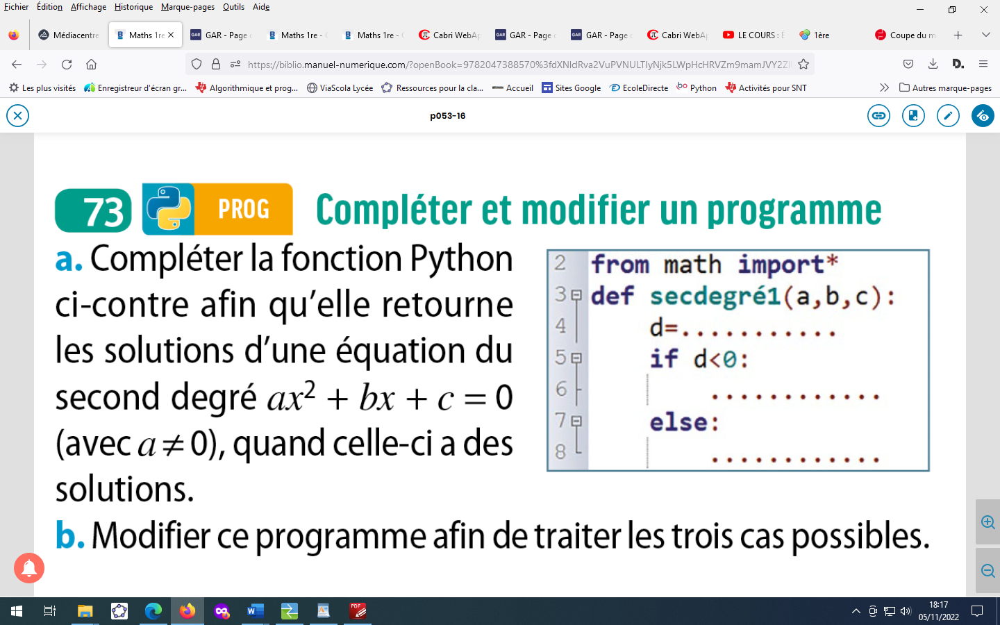 Fichier Édition Affichage Historique Marque-pages Outils Aide
Médiacentre Maths 1re GAR - Page Maths 1re - Maths 1re - Cabri WebAp GAR - Page GAR - Page Cabri WebAp LE COURS : 1ère Coupe du m
https://biblio.manuel-numerique.com/?openBook=9782047388570%3fdXNlclRva2VuPVNULTIyNjk5LWpHcHRVZm9mamJVY2Zl
Les plus visités Enregistreur d'écran gr... Algorithmique et prog... ViaScola Lycée Ressources pour la cla... Accueil Sites Google EcoleDirecte Python Activités pour SNT Autres marque-pages
p053-16
73 PROG Compléter et modifier un programme
a. Compléter la fonction Python
ci-contre afin qu'elle retourne
les solutions d'une équation du
second degré ax² + bx + c = 0
(avec a ≠ 0), quand celle-ci a des
solutions.
2 from math import*
3 def secdegré1(a,b,c):
4 d=...........
5 if d<0:
6 ............
7 else:
8 ............
b. Modifier ce programme afin de traiter les trois cas possibles.
18:17
05/11/2022